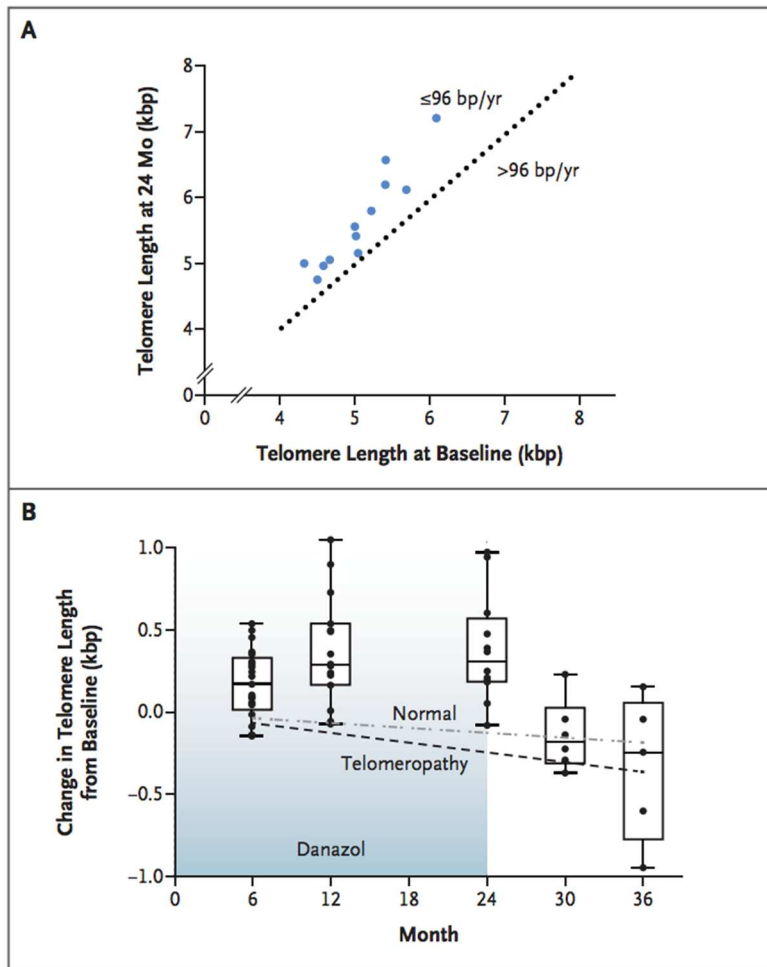 A
8
7
6
5
4
0
≤96 bp/yr
>96 bp/yr
Telomere Length at 24 Mo (kbp)
0
4
5
6
7
8
Telomere Length at Baseline (kbp)
B
1.0
0.5
0.0
−0.5
−1.0
Change in Telomere Length
from Baseline (kbp)
Normal
Telomeropathy
Danazol
0
6
12
18
24
30
36
Month